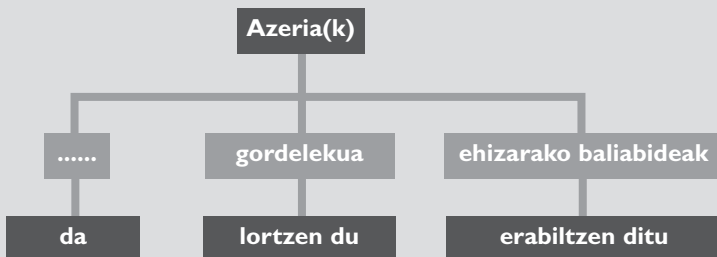 Azeria(k)
...... gordelekua ehizarako baliabideak
da lortzen du erabiltzen ditu